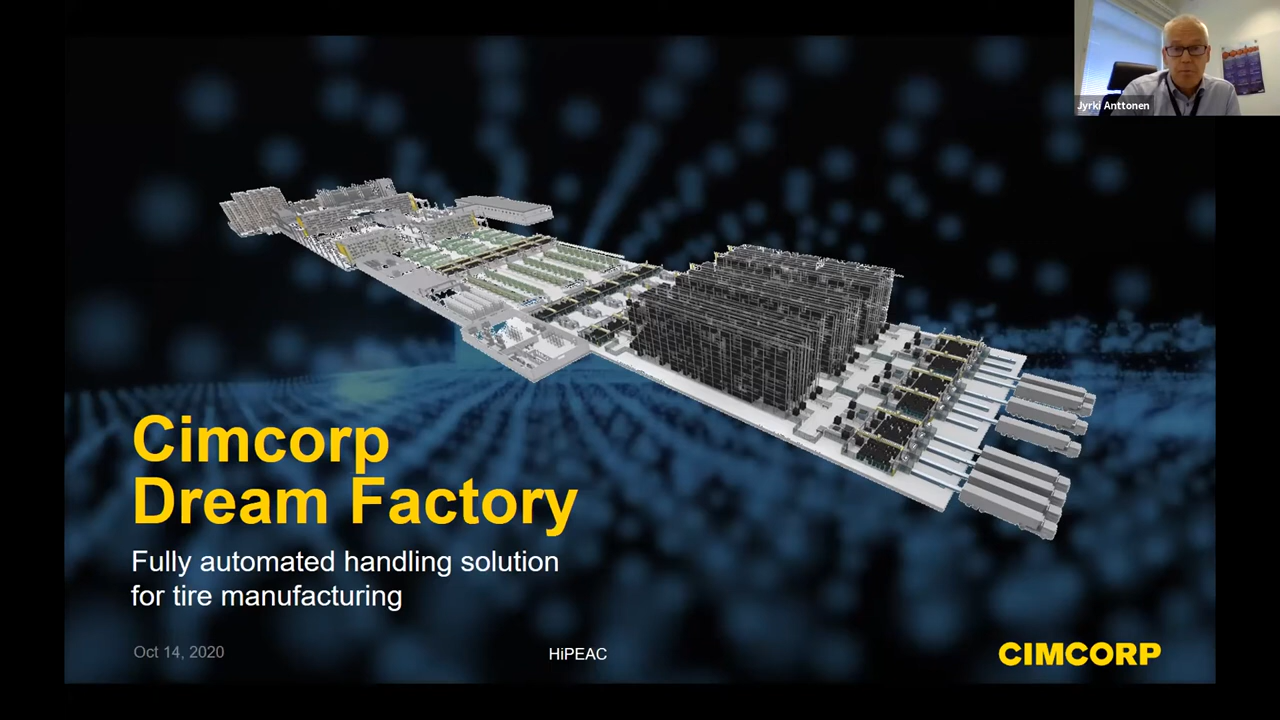 Jyrki Anttonen
Cimcorp
Dream Factory
Fully automated handling solution
for tire manufacturing
Oct 14, 2020
HiPEAC
CIMCORP